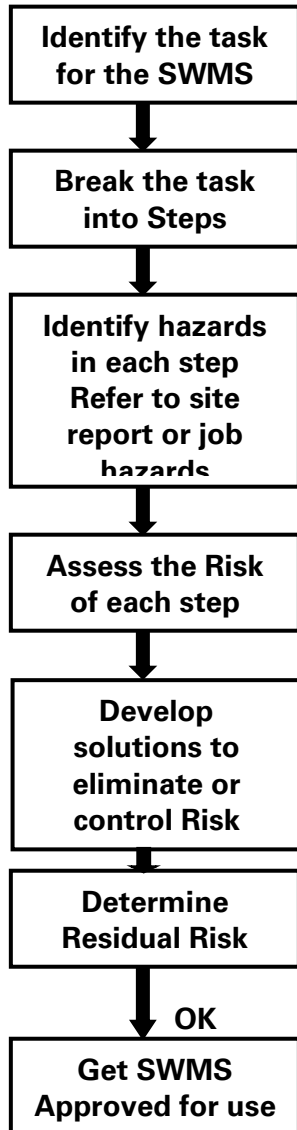 Identify the task
for the SWMS
Break the task
into Steps
Identify hazards
in each step
Refer to site
report or job
hazards
Assess the Risk
of each step
Develop
solutions to
eliminate or
control Risk
Determine
Residual Risk
OK
Get SWMS
Approved for use